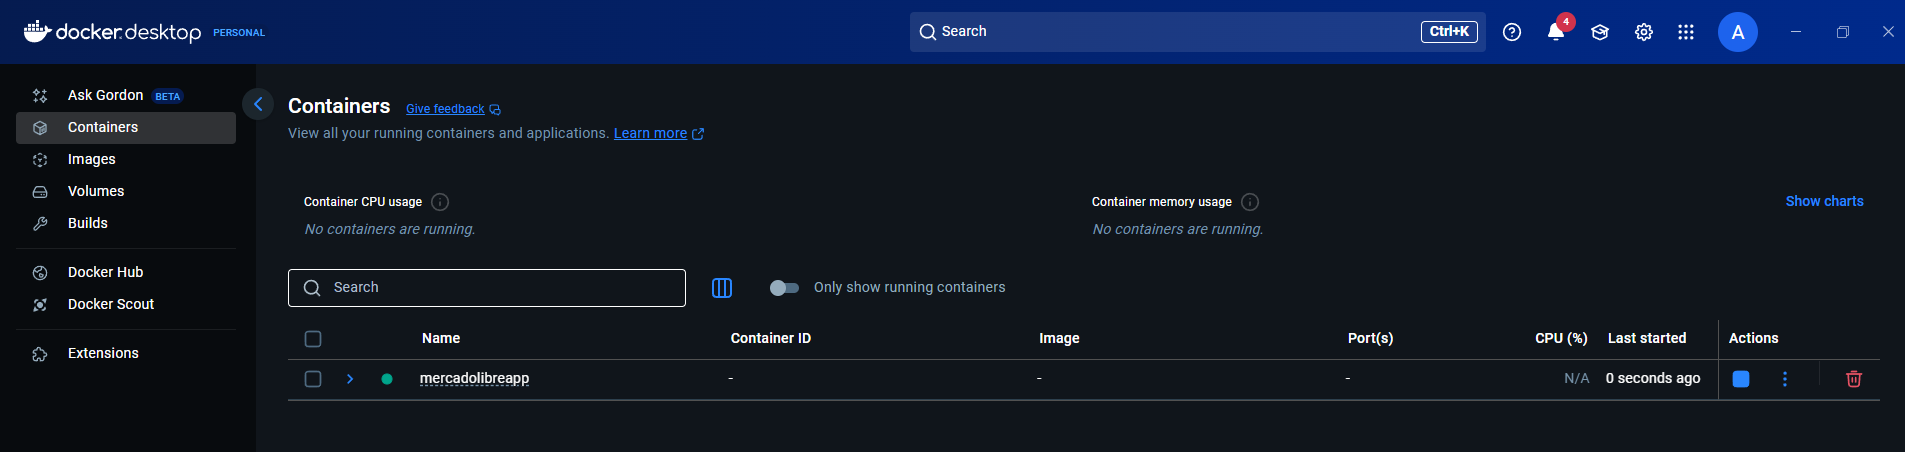 docker.desktop PERSONAL
Search Ctrl+K
4
A
Ask Gordon BETA
Containers
Images
Volumes
Builds
Docker Hub
Docker Scout
Extensions
Containers Give feedback
View all your running containers and applications. Learn more
Container CPU usage
No containers are running.
Container memory usage
No containers are running.
Show charts
Search
Only show running containers
Name Container ID Image Port(s) CPU (%) Last started Actions
mercadolibreapp - - - N/A 0 seconds ago